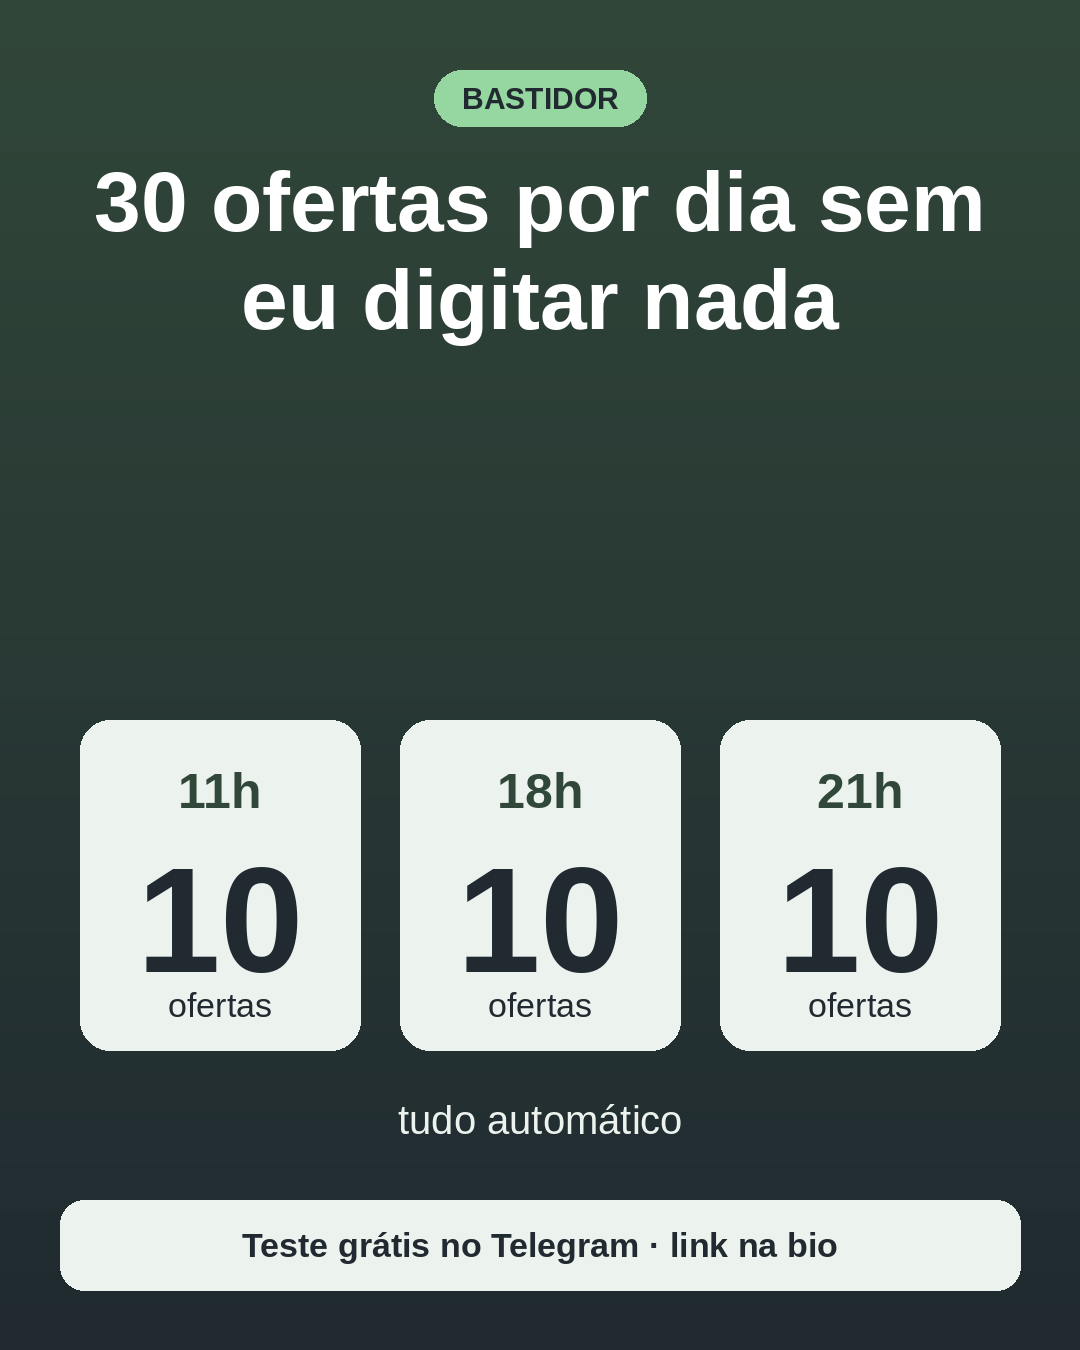 BASTIDOR
30 ofertas por dia sem
eu digitar nada
11h
10
ofertas
18h
10
ofertas
21h
10
ofertas
tudo automático
Teste grátis no Telegram · link na bio